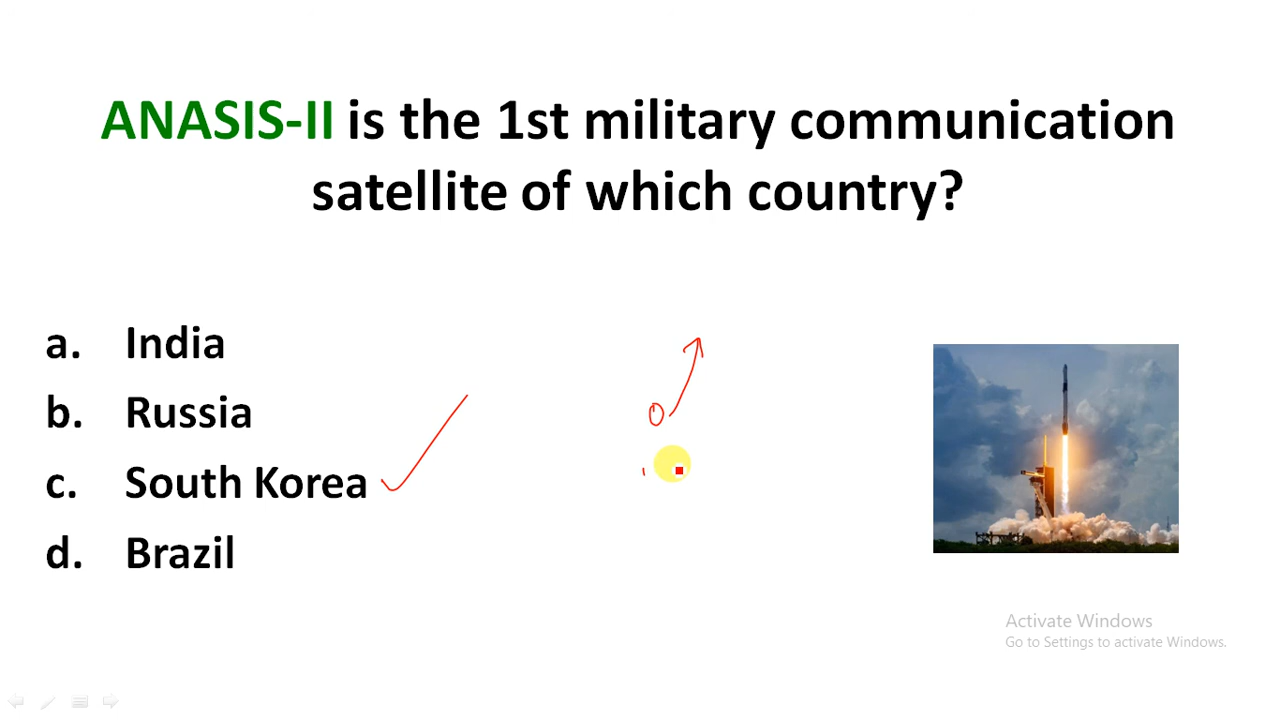 ANASIS-II is the 1st military communication
satellite of which country?
a. India
b. Russia
c. South Korea
d. Brazil
Activate Windows
Go to Settings to activate Windows.